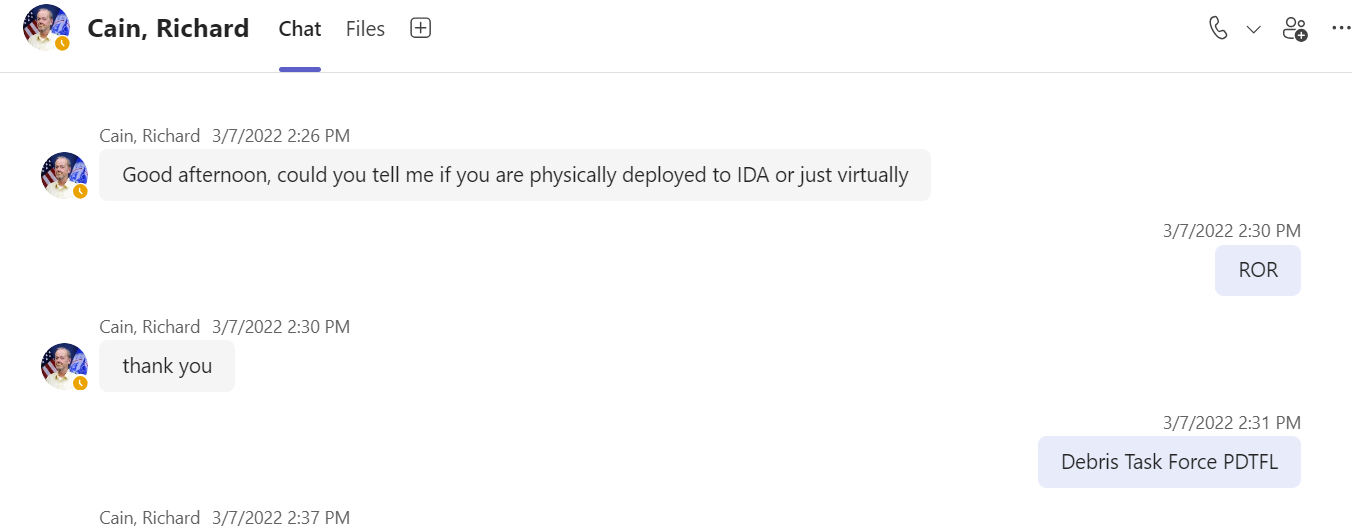 Cain, Richard Chat Files
Cain, Richard 3/7/2022 2:26 PM
Good afternoon, could you tell me if you are physically deployed to IDA or just virtually
3/7/2022 2:30 PM
ROR
Cain, Richard 3/7/2022 2:30 PM
thank you
3/7/2022 2:31 PM
Debris Task Force PDTFL
Cain, Richard 3/7/2022 2:37 PM